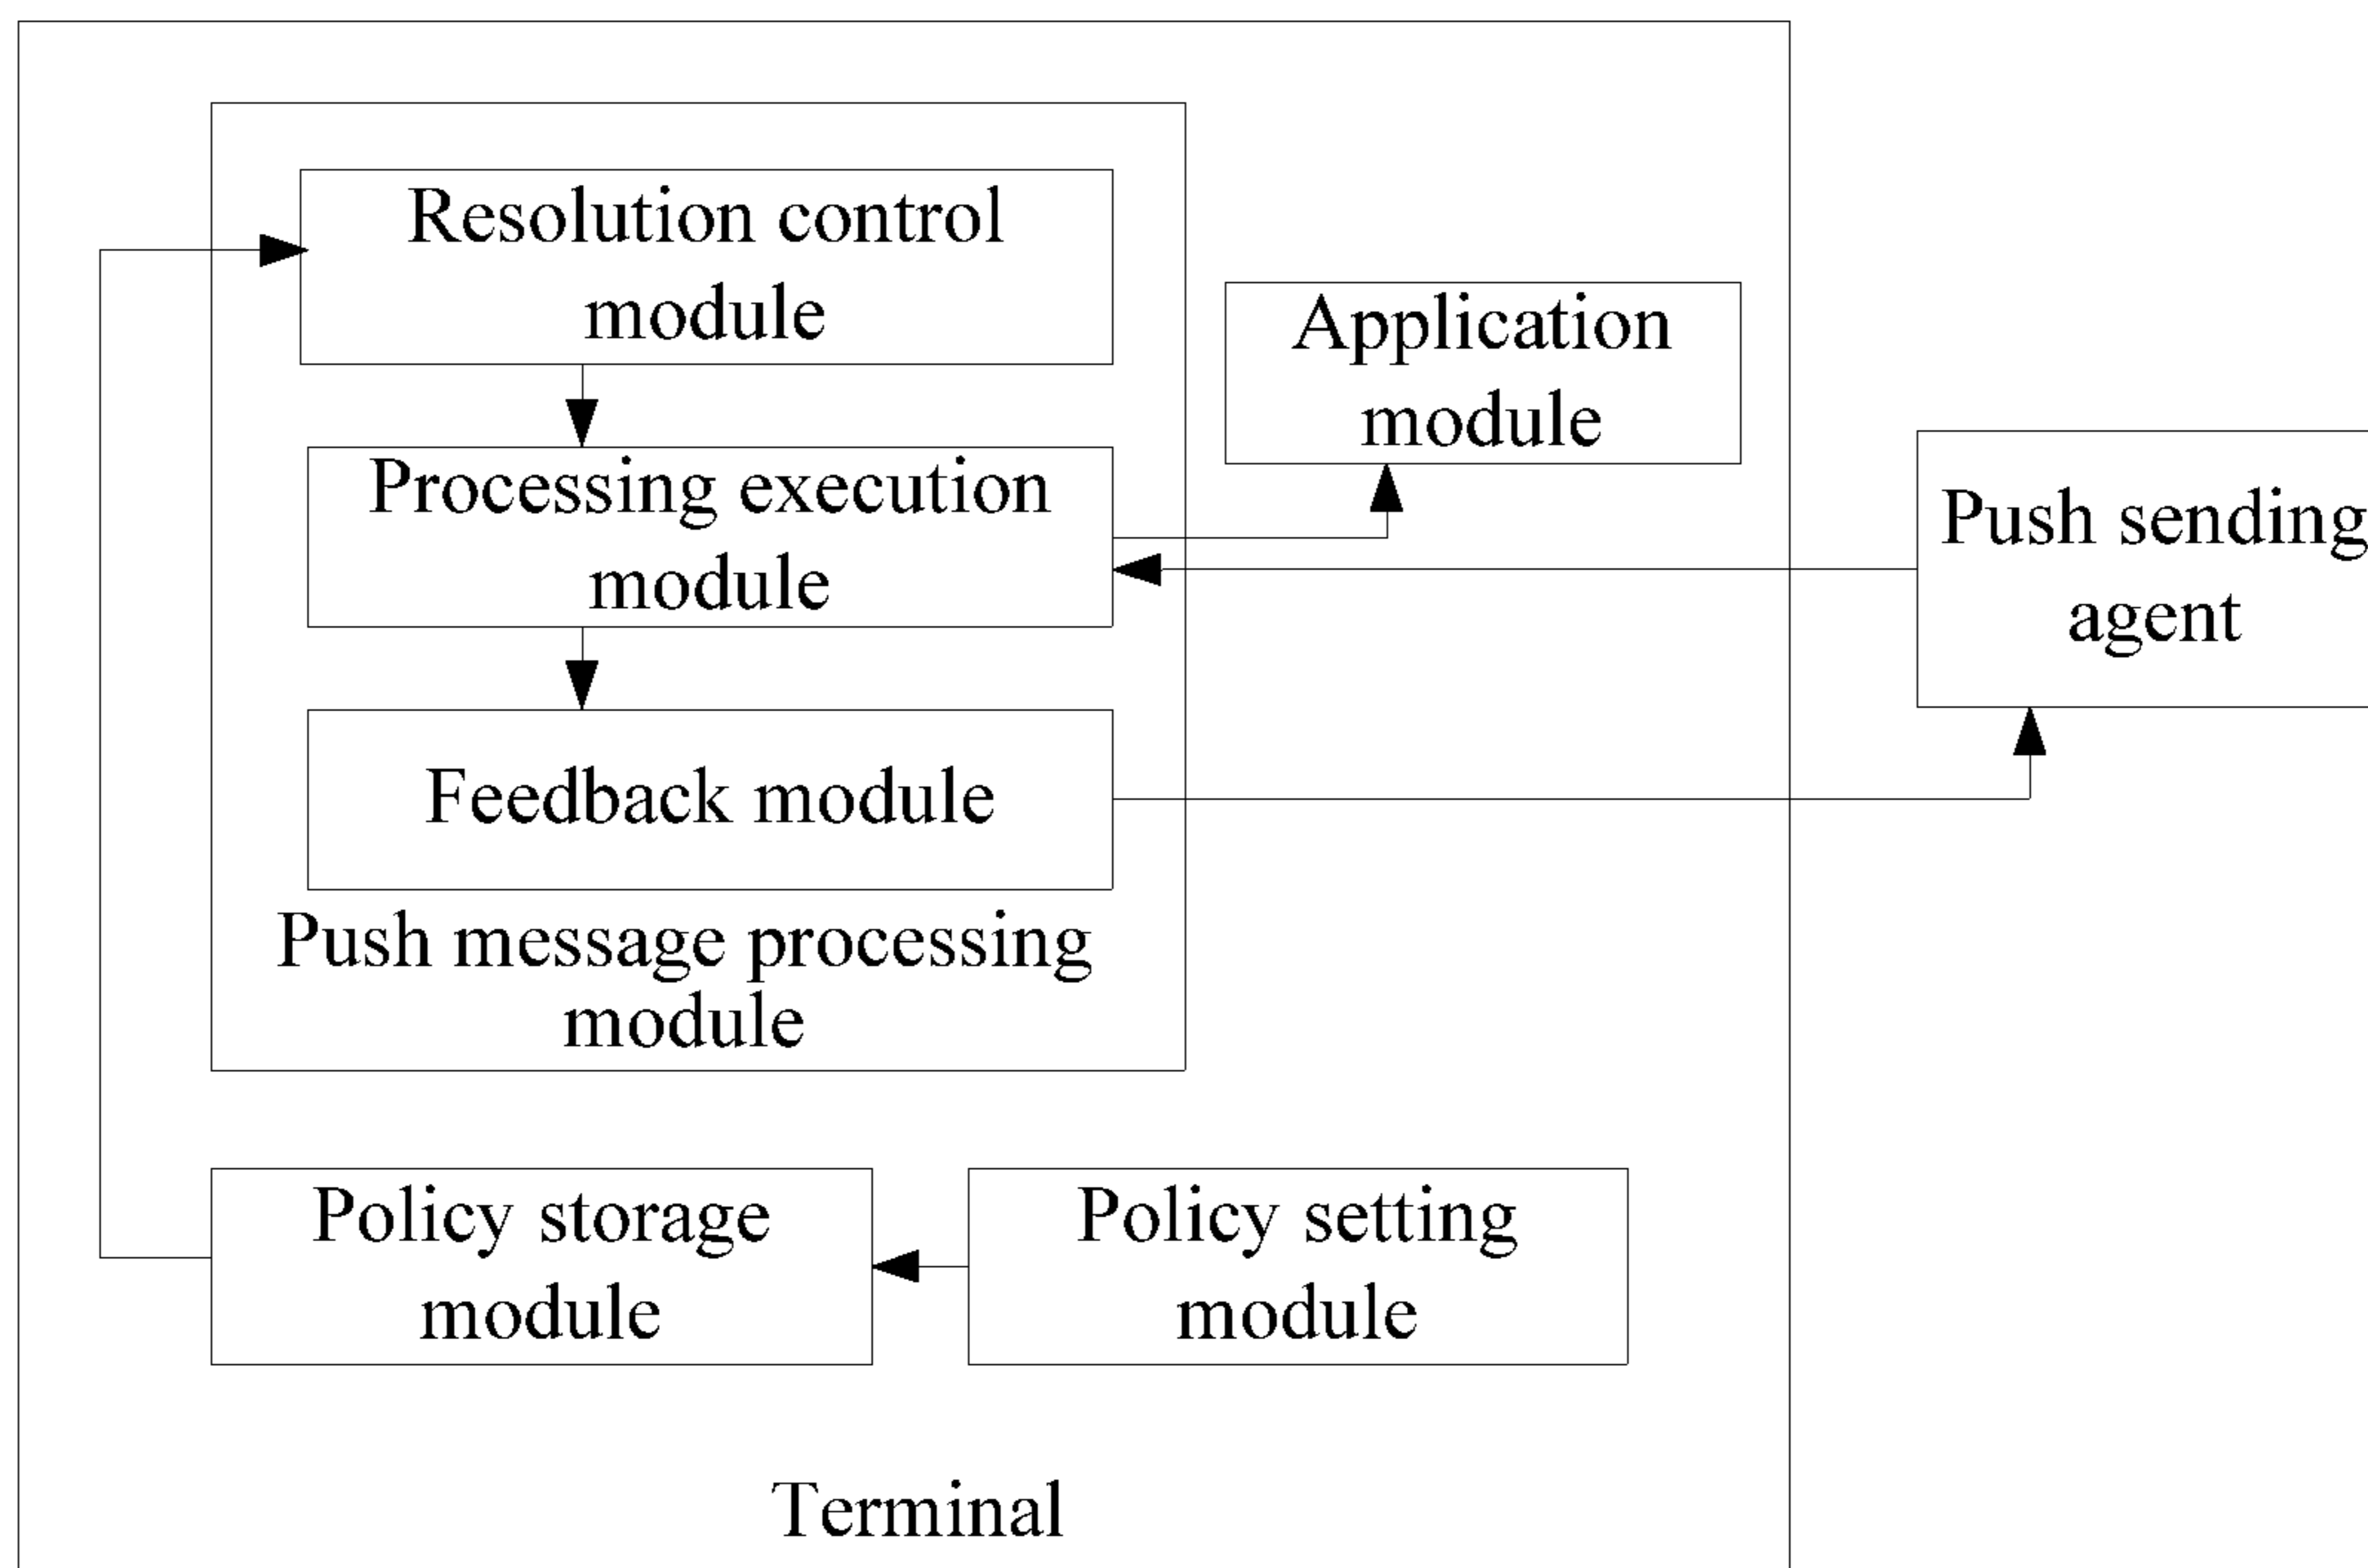 Resolution control
module
Application
module
Processing execution
module
Push sending
agent
Feedback module
Push message processing
module
Policy storage
module
Policy setting
module
Terminal